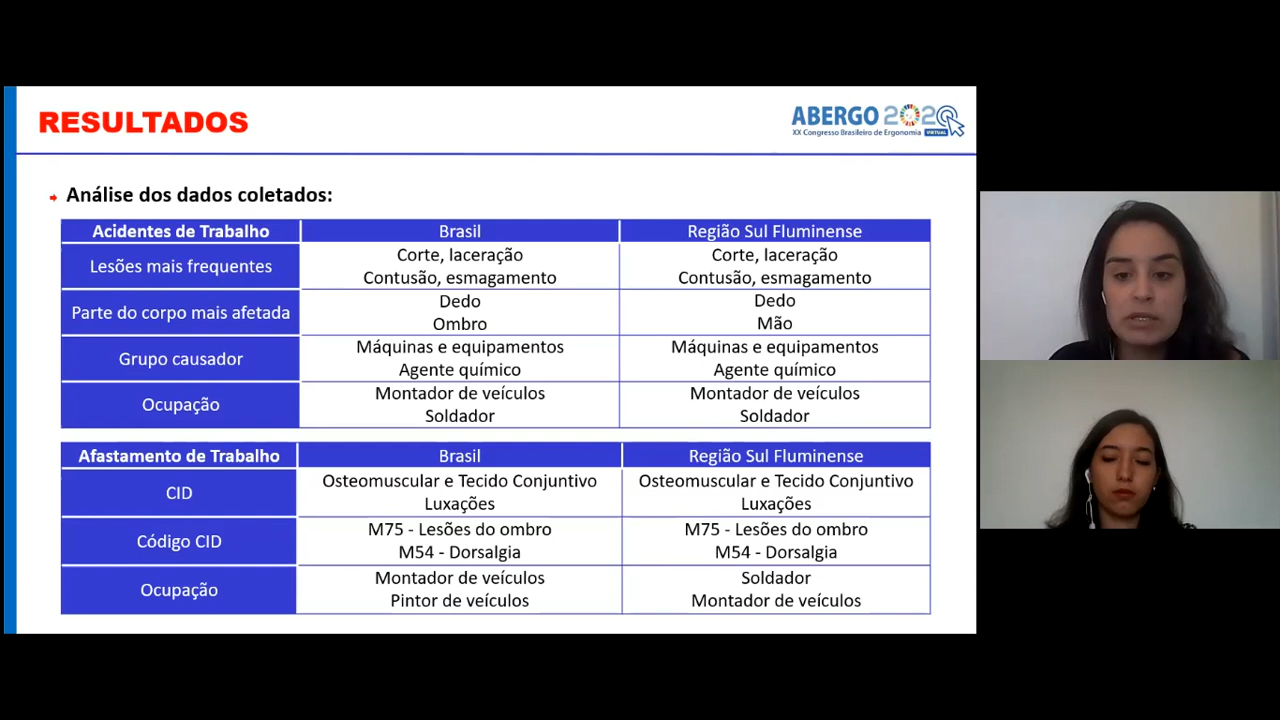 RESULTADOS
ABERGO 2020
XX Congresso Brasileiro de Ergonomia VIRTUAL
Análise dos dados coletados:
Acidentes de Trabalho Brasil Região Sul Fluminense
Lesões mais frequentes Corte, laceração Contusão, esmagamento Corte, laceração Contusão, esmagamento
Parte do corpo mais afetada Dedo Ombro Dedo Mão
Grupo causador Máquinas e equipamentos Agente químico Máquinas e equipamentos Agente químico
Ocupação Montador de veículos Soldador Montador de veículos Soldador
Afastamento de Trabalho Brasil Região Sul Fluminense
CID Osteomuscular e Tecido Conjuntivo Luxações Osteomuscular e Tecido Conjuntivo Luxações
Código CID M75 - Lesões do ombro M54 - Dorsalgia M75 - Lesões do ombro M54 - Dorsalgia
Ocupação Montador de veículos Pintor de veículos Soldador Montador de veículos